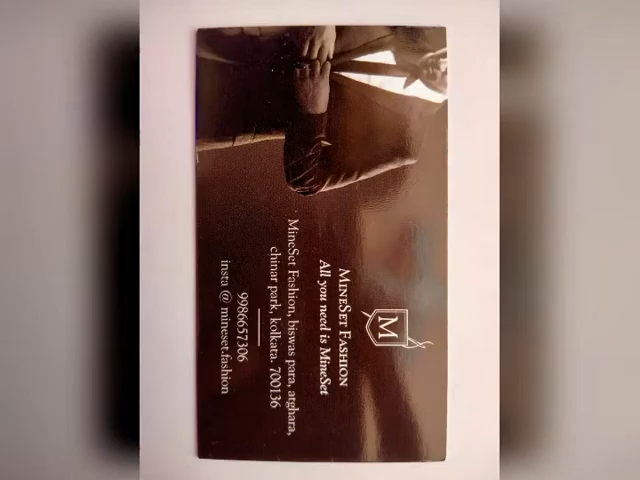 M
MINESET FASHION
All you need is MineSet
MineSet Fashion, biswas para, atghara,
chinar park, kolkata. 700136
9986657306
insta @ mineset.fashion